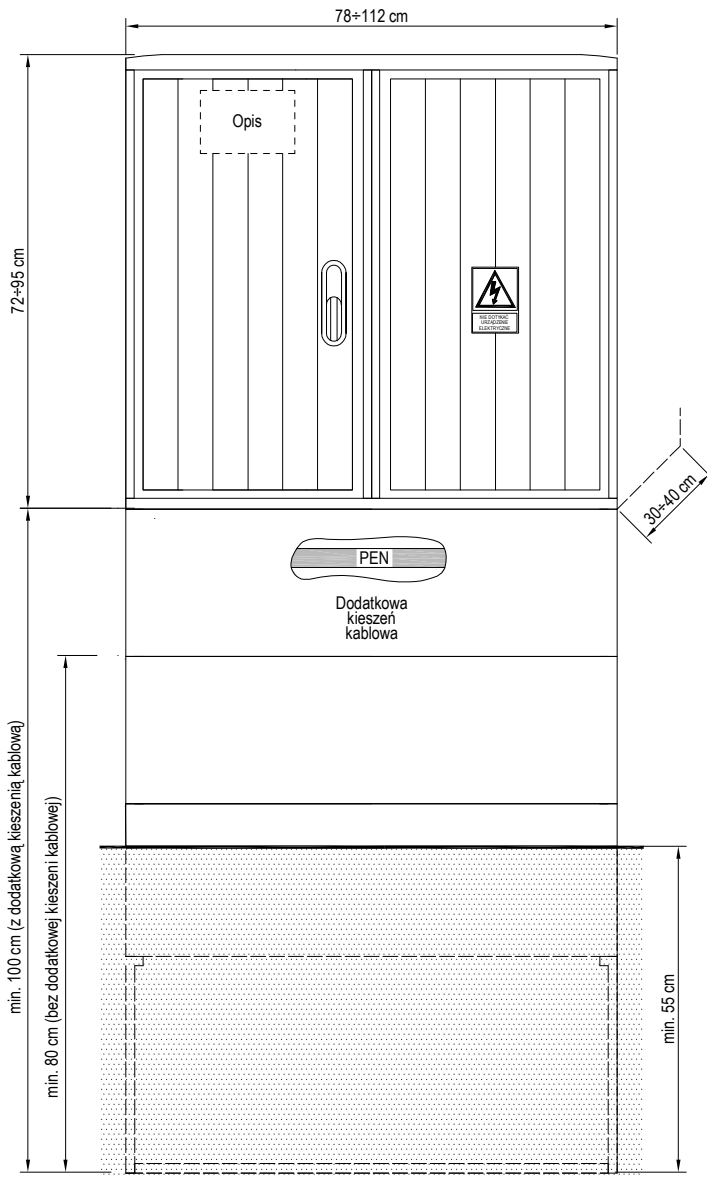 78÷112 cm
Opis
72÷95 cm
NIE DOTYKAĆ
URZĄDZENIE
ELEKTRYCZNE
30÷40 cm
PEN
Dodatkowa
kieszeń
kablowa
min. 100 cm (z dodatkową kieszenią kablową)
min. 80 cm (bez dodatkowej kieszeni kablowej)
min. 55 cm